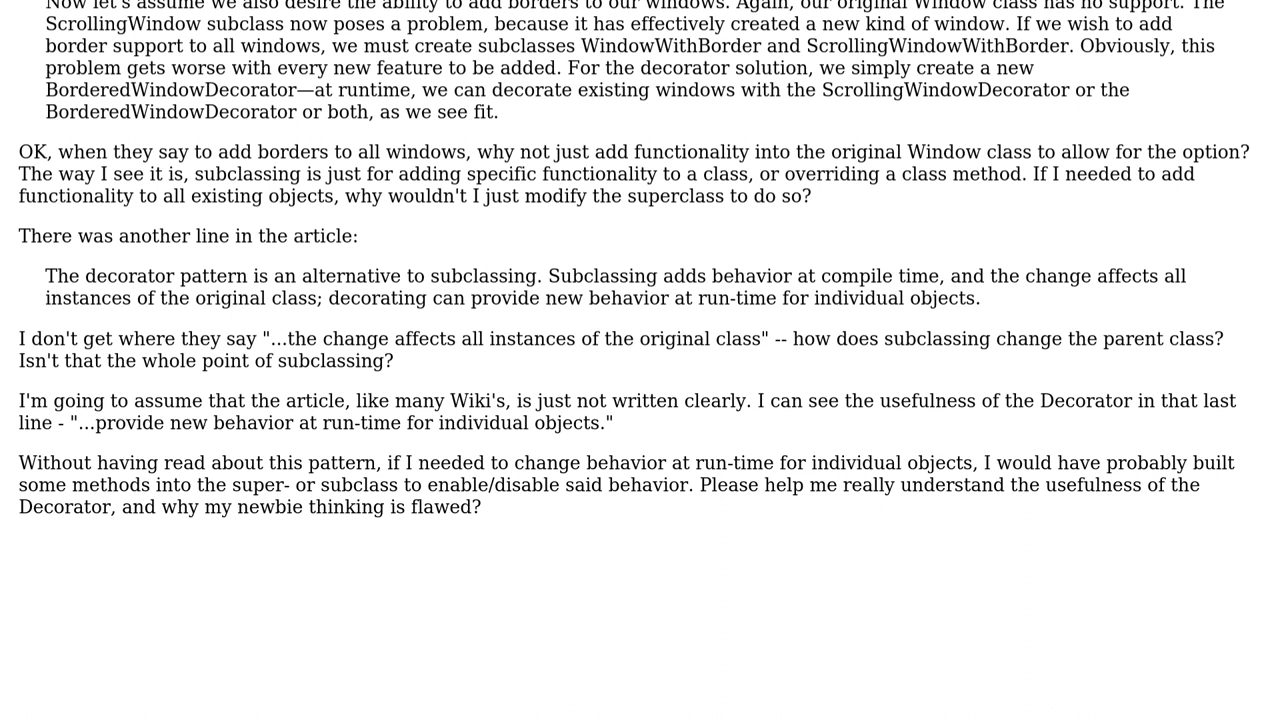 Now let's assume we also desire the ability to add borders to our windows. Again, our original Window class has no support. The
ScrollingWindow subclass now poses a problem, because it has effectively created a new kind of window. If we wish to add
border support to all windows, we must create subclasses WindowWithBorder and ScrollingWindowWithBorder. Obviously, this
problem gets worse with every new feature to be added. For the decorator solution, we simply create a new
BorderedWindowDecorator—at runtime, we can decorate existing windows with the ScrollingWindowDecorator or the
BorderedWindowDecorator or both, as we see fit.
OK, when they say to add borders to all windows, why not just add functionality into the original Window class to allow for the option?
The way I see it is, subclassing is just for adding specific functionality to a class, or overriding a class method. If I needed to add
functionality to all existing objects, why wouldn't I just modify the superclass to do so?
There was another line in the article:
The decorator pattern is an alternative to subclassing. Subclassing adds behavior at compile time, and the change affects all
instances of the original class; decorating can provide new behavior at run-time for individual objects.
I don't get where they say "...the change affects all instances of the original class" -- how does subclassing change the parent class?
Isn't that the whole point of subclassing?
I'm going to assume that the article, like many Wiki's, is just not written clearly. I can see the usefulness of the Decorator in that last
line - "...provide new behavior at run-time for individual objects."
Without having read about this pattern, if I needed to change behavior at run-time for individual objects, I would have probably built
some methods into the super- or subclass to enable/disable said behavior. Please help me really understand the usefulness of the
Decorator, and why my newbie thinking is flawed?